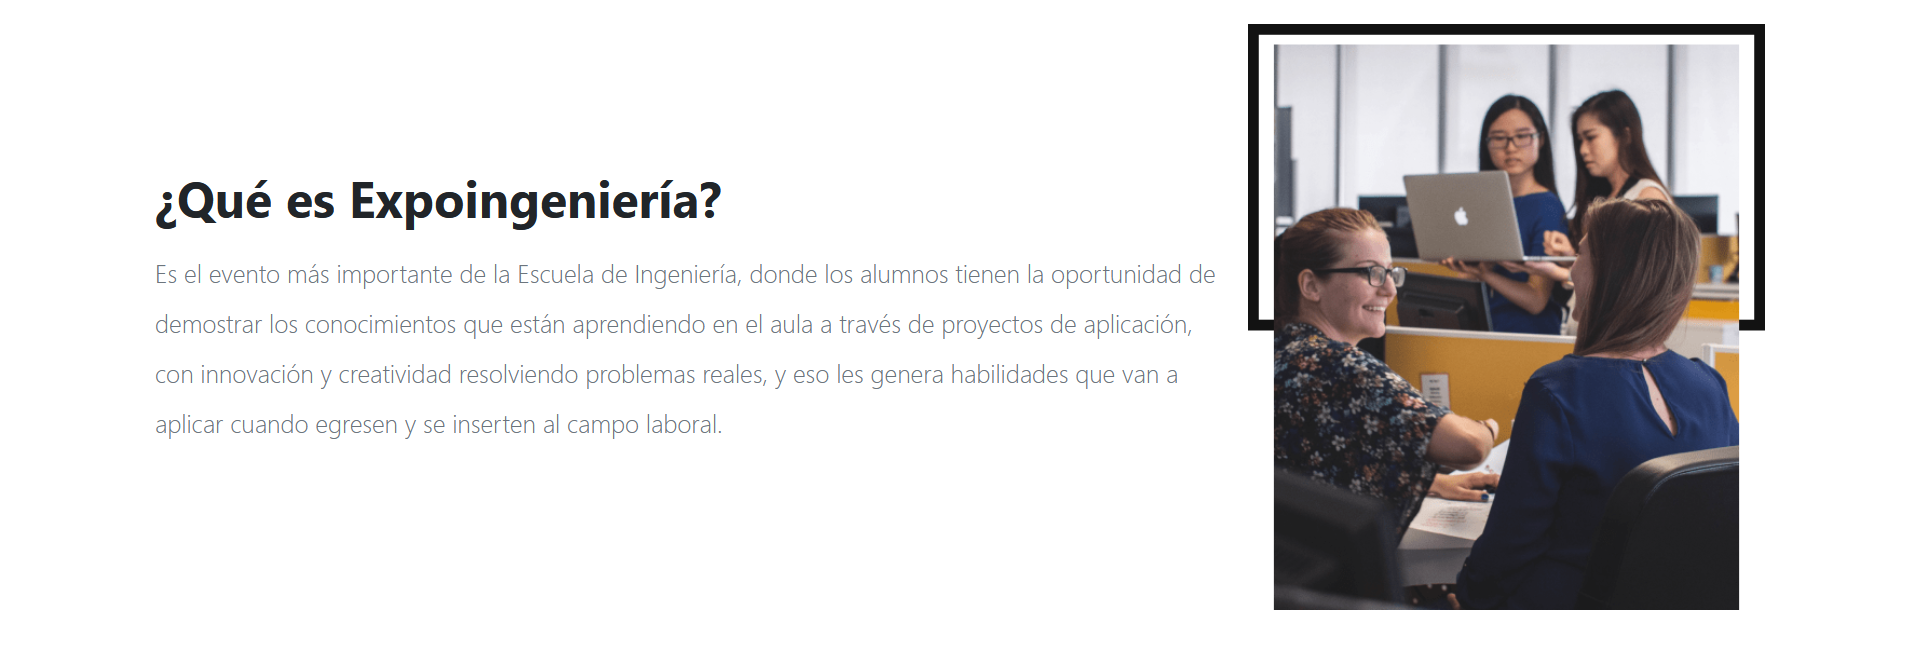 ¿Qué es Expoingeniería?
Es el evento más importante de la Escuela de Ingeniería, donde los alumnos tienen la oportunidad de
demostrar los conocimientos que están aprendiendo en el aula a través de proyectos de aplicación,
con innovación y creatividad resolviendo problemas reales, y eso les genera habilidades que van a
aplicar cuando egresen y se inserten al campo laboral.